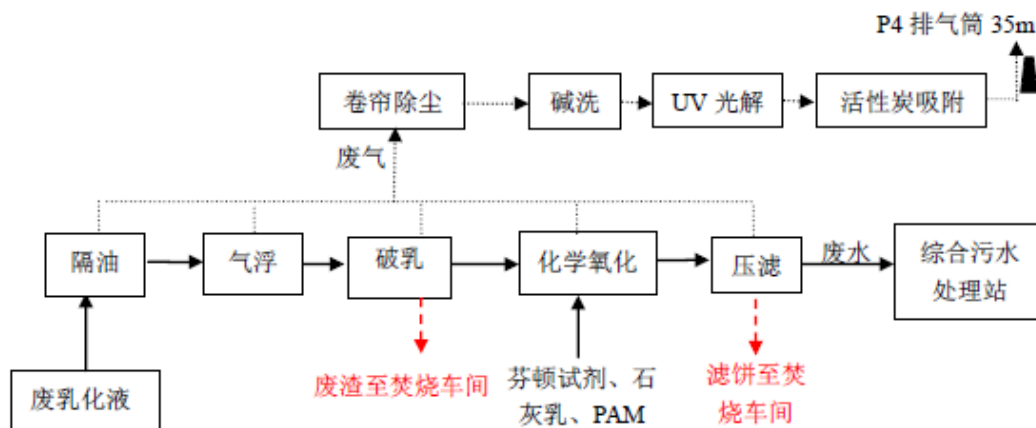 P4 排气筒 35m
卷帘除尘
碱洗
UV 光解
活性炭吸附
废气
隔油
气浮
破乳
化学氧化
压滤
废水
综合污水
处理站
废乳化液
废渣至焚烧车间
芬顿试剂、石
灰乳、PAM
滤饼至焚
烧车间